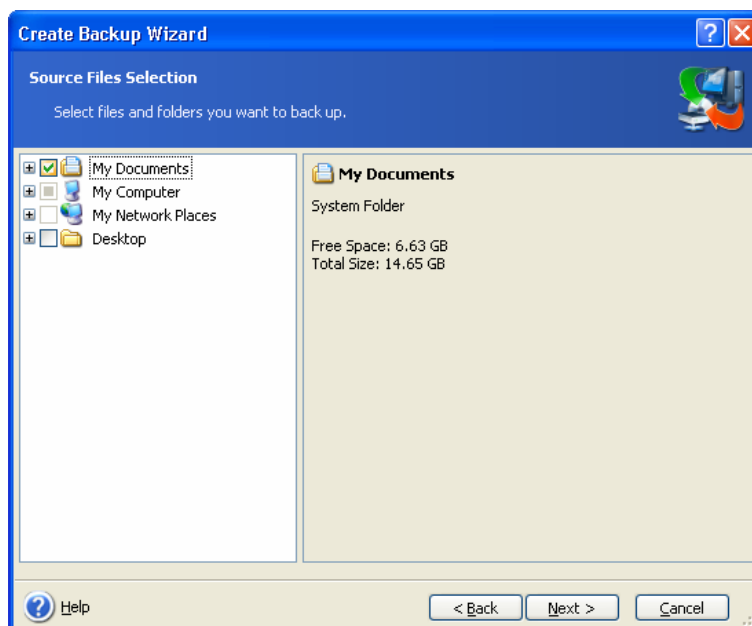 Create Backup Wizard
Source Files Selection
Select files and folders you want to back up.
My Documents
My Computer
My Network Places
Desktop
My Documents
System Folder
Free Space: 6.63 GB
Total Size: 14.65 GB
Help
< Back
Next >
Cancel